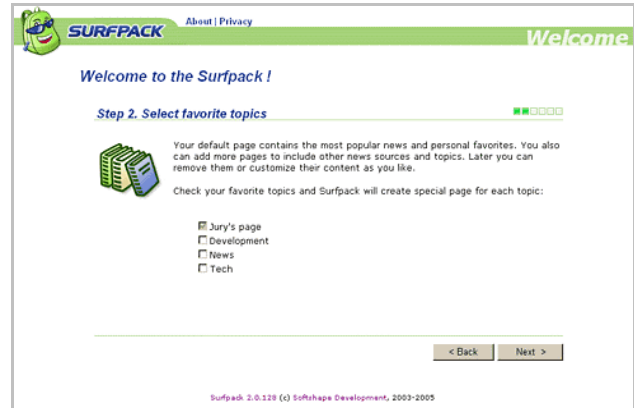 SURFPACK
About | Privacy
Welcome
Welcome to the Surfpack !
Step 2. Select favorite topics
Your default page contains the most popular news and personal favorites. You also
can add more pages to include other news sources and topics. Later you can
remove them or customize their content as you like.
Check your favorite topics and Surfpack will create special page for each topic:
Jury's page
Development
News
Tech
< Back
Next >
Surfpack 2.0.128 (c) Softshape Development, 2003-2005